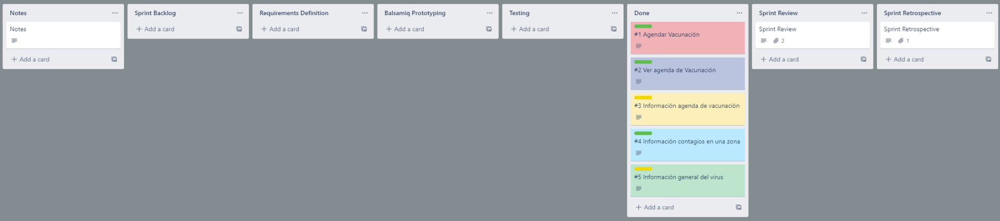 Notes
Notes
Add a card
Sprint Backlog
Add a card
Requirements Definition
Add a card
Balsamiq Prototyping
Add a card
Testing
Add a card
Done
#1 Agendar Vacunación
#2 Ver agenda de Vacunación
#3 Información agenda de vacunación
#4 Información contagios en una zona
#5 Información general del virus
Add a card
Sprint Review
Sprint Review
2
Add a card
Sprint Retrospective
Sprint Retrospective
1
Add a card